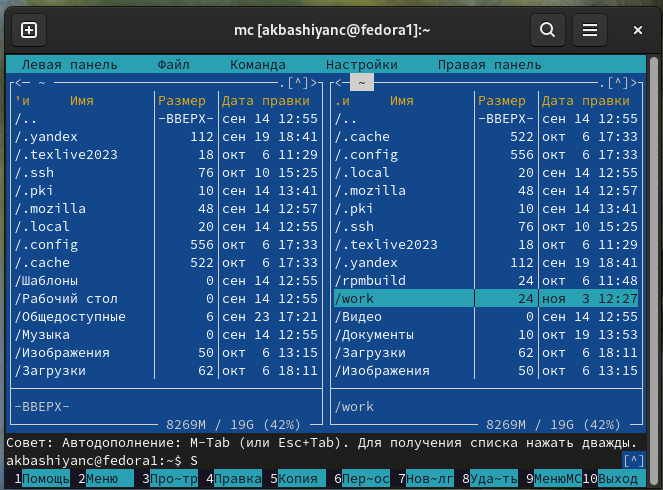 mc [akbashiyanc@fedora1]:~
Левая панель Файл Команда Настройки Правая панель
<─ ~ .[^]> <─ ~ .[^]>
'и Имя Размер Дата правки .и Имя Размер Дата правки
/.. -ВВЕРХ- сен 14 12:55 /.. -ВВЕРХ- сен 14 12:55
/.yandex 112 сен 19 18:41 /.cache 522 окт 6 17:33
/.texlive2023 18 окт 6 11:29 /.config 556 окт 6 17:33
/.ssh 76 окт 10 15:25 /.local 20 сен 14 12:55
/.pki 10 сен 14 13:41 /.mozilla 48 сен 14 12:57
/.mozilla 48 сен 14 12:57 /.pki 10 сен 14 13:41
/.local 20 сен 14 12:55 /.ssh 76 окт 10 15:25
/.config 556 окт 6 17:33 /.texlive2023 18 окт 6 11:29
/.cache 522 окт 6 17:33 /.yandex 112 сен 19 18:41
/Шаблоны 0 сен 14 12:55 /rpmbuild 24 окт 6 11:48
/Рабочий стол 0 сен 14 12:55 /work 24 ноя 3 12:27
/Общедоступные 6 сен 23 17:21 /Видео 0 сен 14 12:55
/Музыка 0 сен 14 12:55 /Документы 10 окт 19 13:53
/Изображения 50 окт 6 13:15 /Загрузки 62 окт 6 18:11
/Загрузки 62 окт 6 18:11 /Изображения 50 окт 6 13:15
-ВВЕРХ- /work
8269M / 19G (42%) 8269M / 19G (42%)
Совет: Автодополнение: M-Tab (или Esc+Tab). Для получения списка нажать дважды.
akbashiyanc@fedora1:~$ S [^]
1Помощь 2Меню 3Про~тр 4Правка 5Копия 6Пер~ос 7Нов~лг 8Уда~ть 9МенюMC 10Выход